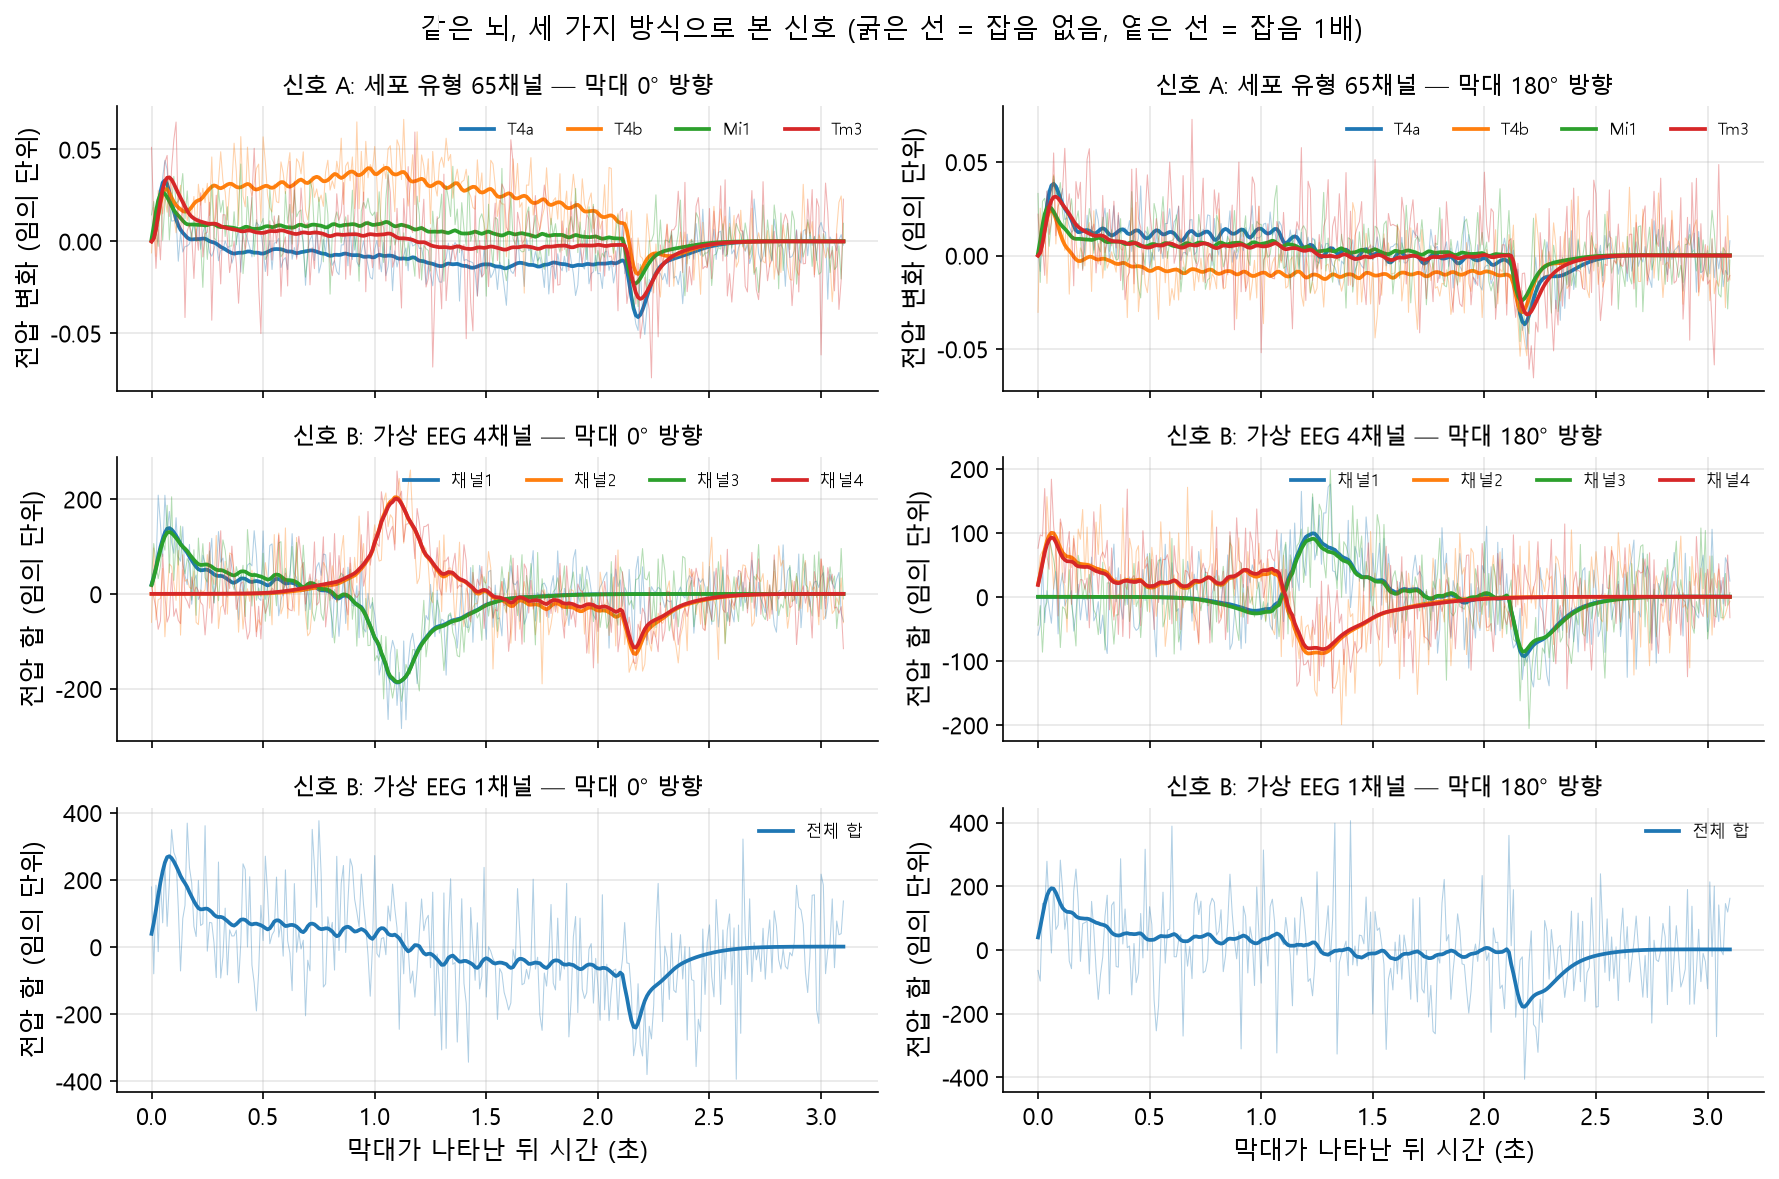 같은 뇌, 세 가지 방식으로 본 신호 (굵은 선 = 잡음 없음, 옅은 선 = 잡음 1배)
신호 A: 세포 유형 65채널 — 막대 0° 방향
T4a T4b Mi1 Tm3
전압 변화 (임의 단위)
0.05
0.00
-0.05
신호 A: 세포 유형 65채널 — 막대 180° 방향
T4a T4b Mi1 Tm3
전압 변화 (임의 단위)
0.05
0.00
-0.05
신호 B: 가상 EEG 4채널 — 막대 0° 방향
채널1 채널2 채널3 채널4
전압 합 (임의 단위)
200
0
-200
신호 B: 가상 EEG 4채널 — 막대 180° 방향
채널1 채널2 채널3 채널4
전압 합 (임의 단위)
200
100
0
-100
-200
신호 B: 가상 EEG 1채널 — 막대 0° 방향
전체 합
전압 합 (임의 단위)
400
200
0
-200
-400
0.0 0.5 1.0 1.5 2.0 2.5 3.0
막대가 나타난 뒤 시간 (초)
신호 B: 가상 EEG 1채널 — 막대 180° 방향
전체 합
전압 합 (임의 단위)
400
200
0
-200
-400
0.0 0.5 1.0 1.5 2.0 2.5 3.0
막대가 나타난 뒤 시간 (초)